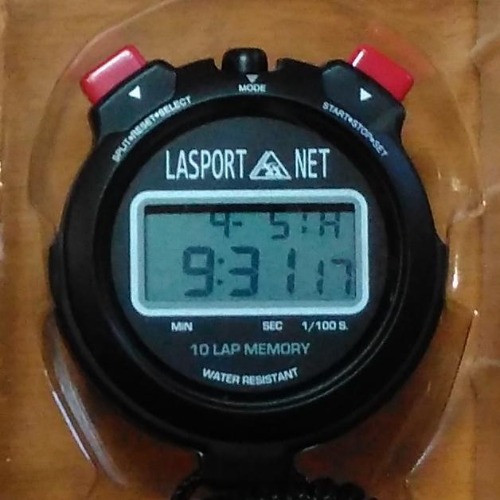 MODE
SPLIT•RESET•SELECT
START•STOP•SET
LASPORT NET
4- 5:A
9:31 17
MIN SEC 1/100 S.
10 LAP MEMORY
WATER RESISTANT